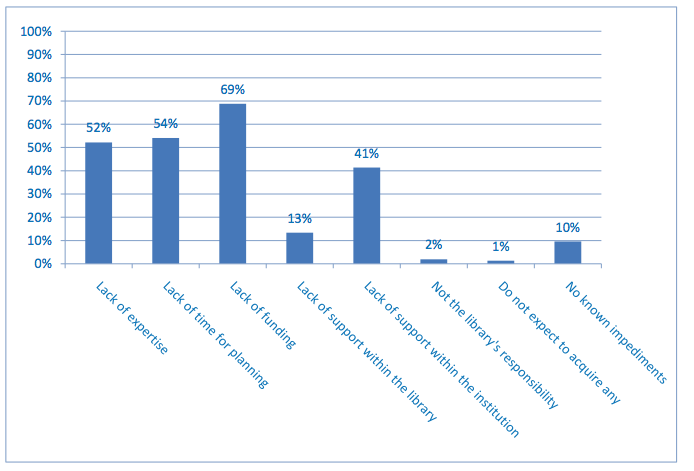 100%
90%
80%
70%
60%
50%
40%
30%
20%
10%
0%
52%
54%
69%
13%
41%
2%
1%
10%
Lack of expertise
Lack of time for planning
Lack of funding
Lack of support within the library
Lack of support within the institution
Not the library's responsibility
Do not expect to acquire any
No known impediments